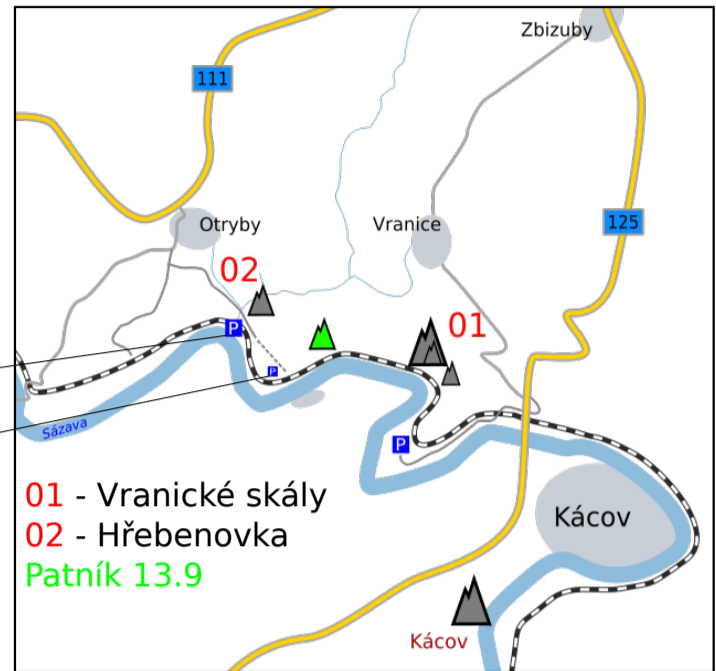 Zbizuby
111
Otryby
Vranice
125
02
01
P
P
Sázava
P
01 - Vranické skály
02 - Hřebenovka
Kácov
Patník 13.9
Kácov